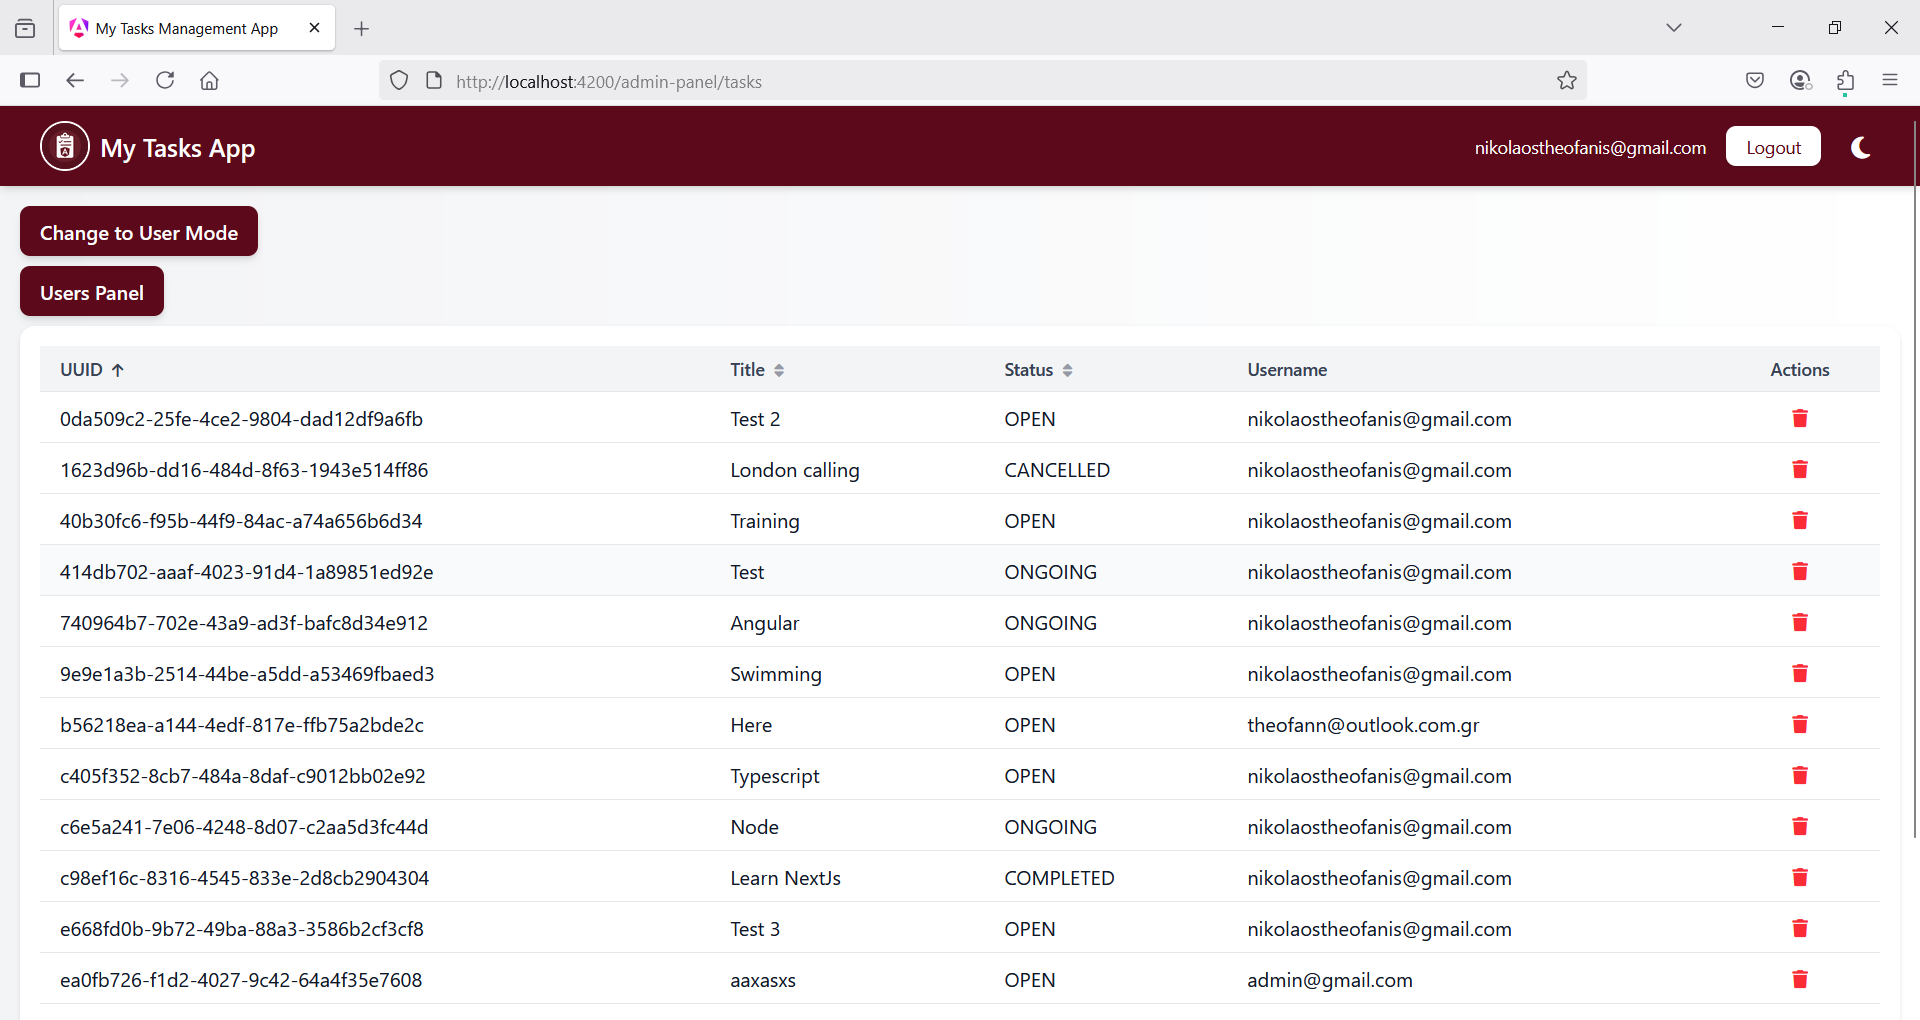 My Tasks Management App
http://localhost:4200/admin-panel/tasks
My Tasks App
nikolaostheofanis@gmail.com Logout
Change to User Mode
Users Panel
UUID Title Status Username Actions
0da509c2-25fe-4ce2-9804-dad12df9a6fb Test 2 OPEN nikolaostheofanis@gmail.com
1623d96b-dd16-484d-8f63-1943e514ff86 London calling CANCELLED nikolaostheofanis@gmail.com
40b30fc6-f95b-44f9-84ac-a74a656b6d34 Training OPEN nikolaostheofanis@gmail.com
414db702-aaaf-4023-91d4-1a89851ed92e Test ONGOING nikolaostheofanis@gmail.com
740964b7-702e-43a9-ad3f-bafc8d34e912 Angular ONGOING nikolaostheofanis@gmail.com
9e9e1a3b-2514-44be-a5dd-a53469fbaed3 Swimming OPEN nikolaostheofanis@gmail.com
b56218ea-a144-4edf-817e-ffb75a2bde2c Here OPEN theofann@outlook.com.gr
c405f352-8cb7-484a-8daf-c9012bb02e92 Typescript OPEN nikolaostheofanis@gmail.com
c6e5a241-7e06-4248-8d07-c2aa5d3fc44d Node ONGOING nikolaostheofanis@gmail.com
c98ef16c-8316-4545-833e-2d8cb2904304 Learn NextJs COMPLETED nikolaostheofanis@gmail.com
e668fd0b-9b72-49ba-88a3-3586b2cf3cf8 Test 3 OPEN nikolaostheofanis@gmail.com
ea0fb726-f1d2-4027-9c42-64a4f35e7608 aaxasxs OPEN admin@gmail.com